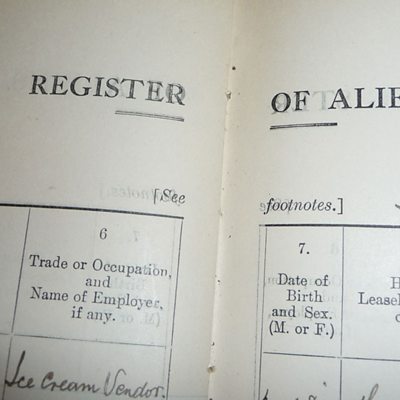 REGISTER OF ALIE
[See footnotes.]
6
Trade or Occupation,
and
Name of Employer,
if any.
7.
Date of
Birth
and Sex.
(M. or F.)
H
Leasel
Ice Cream Vendor.